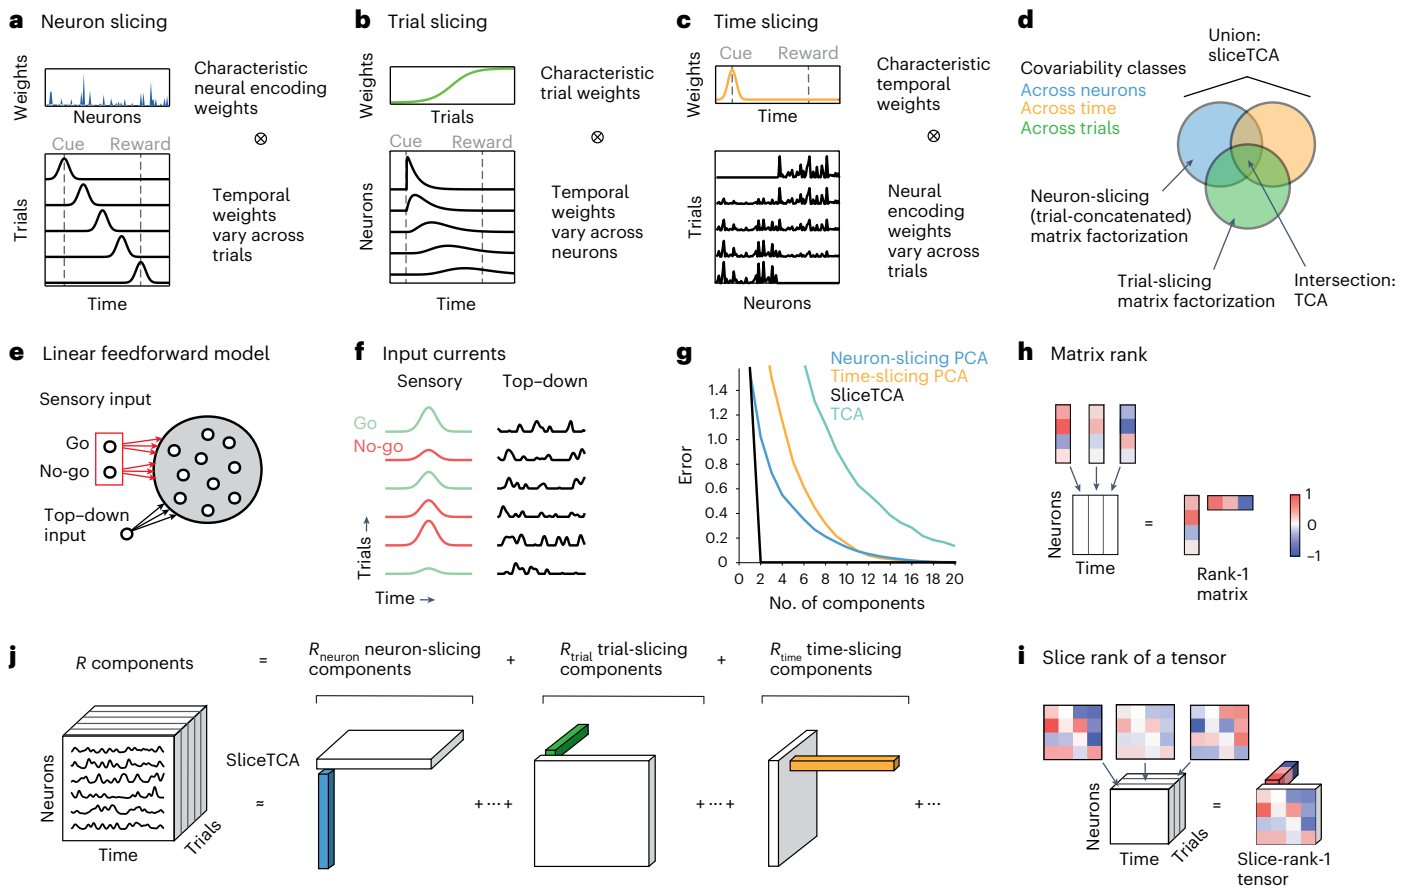 a Neuron slicing
Weights
Neurons
Characteristic
neural encoding
weights
⊗
Cue
Reward
Trials
Time
Temporal
weights
vary across
trials
b Trial slicing
Weights
Trials
Characteristic
trial weights
⊗
Cue
Reward
Neurons
Time
Temporal
weights
vary across
neurons
c Time slicing
Cue
Reward
Weights
Time
Characteristic
temporal
weights
⊗
Trials
Neurons
Neural
encoding
weights
vary across
trials
d
Union:
sliceTCA
Covariability classes
Across neurons
Across time
Across trials
Neuron-slicing
(trial-concatenated)
matrix factorization
Trial-slicing
matrix factorization
Intersection:
TCA
e Linear feedforward model
Sensory input
Go
No-go
Top–down
input
f Input currents
Sensory
Top–down
Go
No-go
Trials →
Time →
g
Neuron-slicing PCA
Time-slicing PCA
SliceTCA
TCA
Error
1.4
1.2
1.0
0.8
0.6
0.4
0.2
0
0 2 4 6 8 10 12 14 16 18 20
No. of components
h Matrix rank
Neurons
Time
=
Rank-1
matrix
1
0
–1
j
R components
=
Rneuron neuron-slicing
components
+
Rtrial trial-slicing
components
+
Rtime time-slicing
components
Neurons
Time
Trials
SliceTCA
≈
+ ··· +
+ ··· +
+ ···
i Slice rank of a tensor
Neurons
Time
Trials
=
Slice-rank-1
tensor